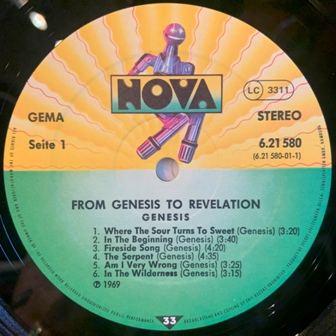 NOVA
LC 3311
GEMA
STEREO
Seite 1
6.21 580
(6.21 580-01-1)
FROM GENESIS TO REVELATION
GENESIS
1. Where The Sour Turns To Sweet (Genesis) (3:20)
2. In The Beginning (Genesis) (3:40)
3. Fireside Song (Genesis) (4:20)
4. The Serpent (Genesis) (4:35)
5. Am I Very Wrong (Genesis) (3:25)
6. In The Wilderness (Genesis) (3:15)
℗ 1969
33